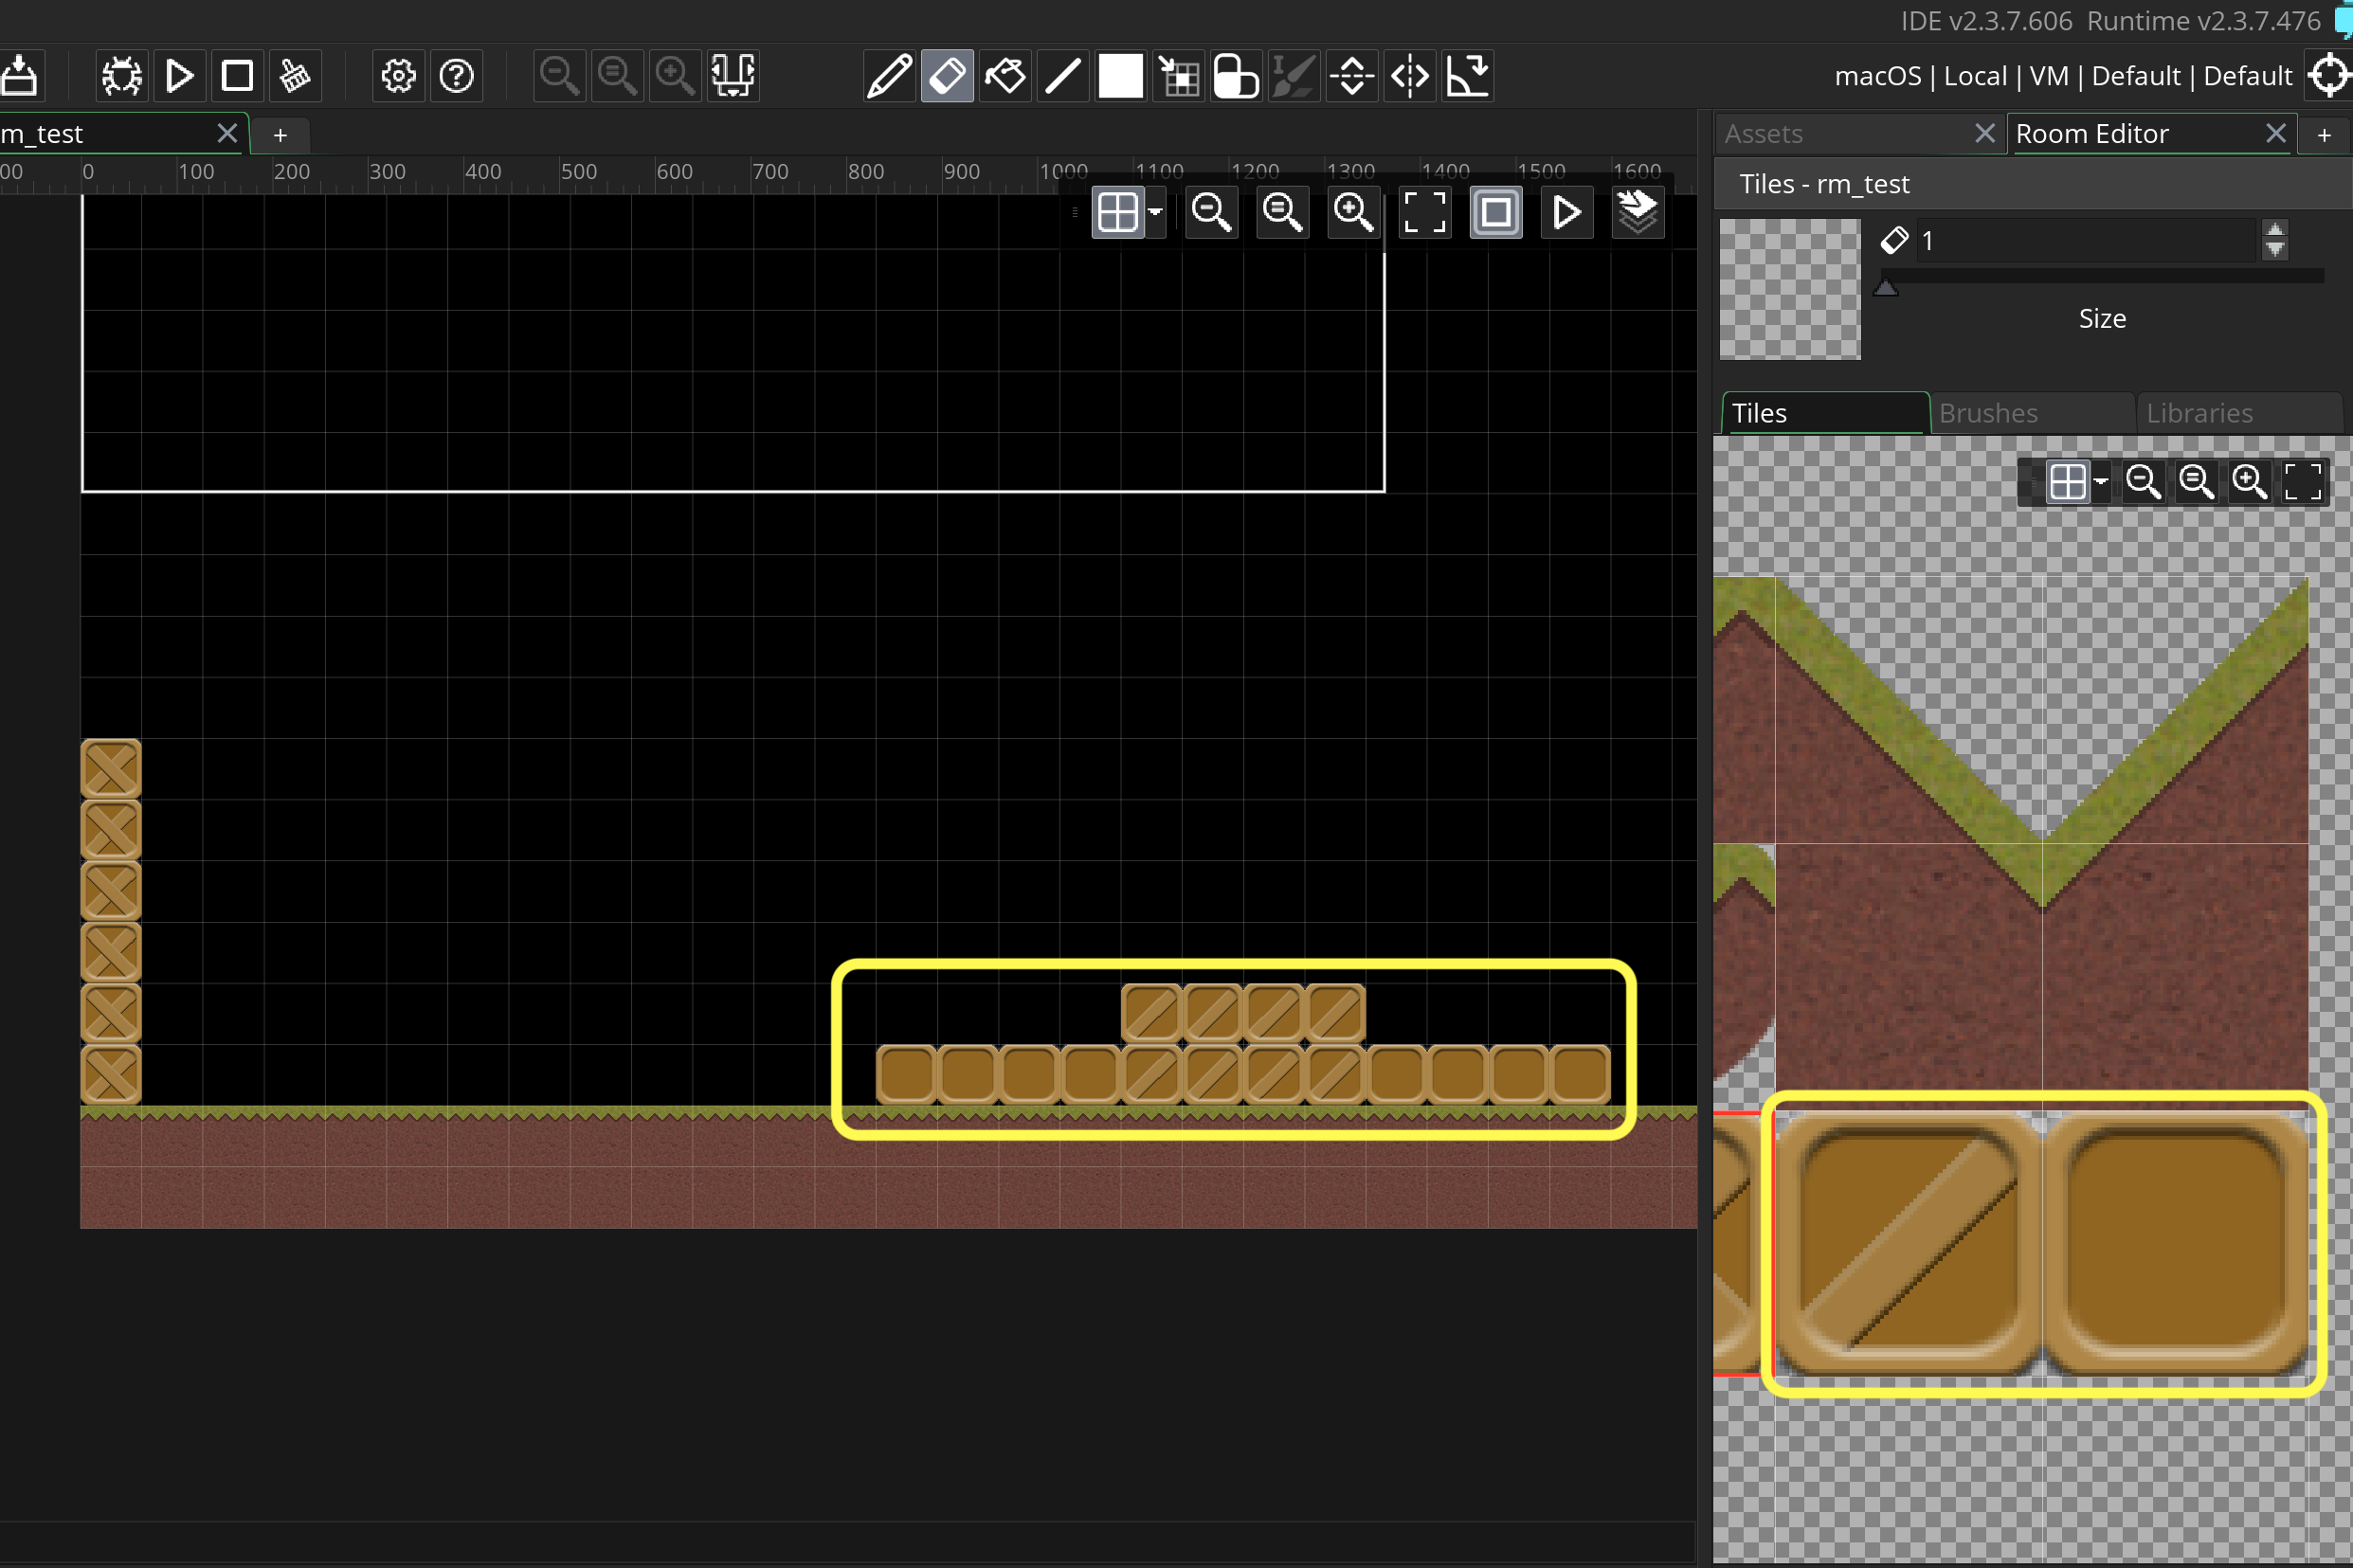 IDE v2.3.7.606 Runtime v2.3.7.476
macOS | Local | VM | Default | Default
m_test
+
Assets
Room Editor
+
00 0 100 200 300 400 500 600 700 800 900 1000 1100 1200 1300 1400 1500 1600
Tiles - rm_test
1
Size
Tiles
Brushes
Libraries